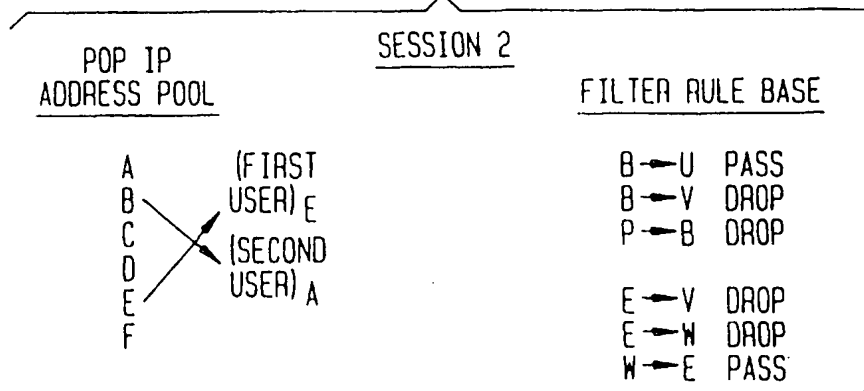 SESSION 2
POP IP
ADDRESS POOL
A
B
C
D
E
F
(FIRST
USER) E
(SECOND
USER) A
FILTER RULE BASE
B→U PASS
B→V DROP
P→B DROP
E→V DROP
E→W DROP
W→E PASS